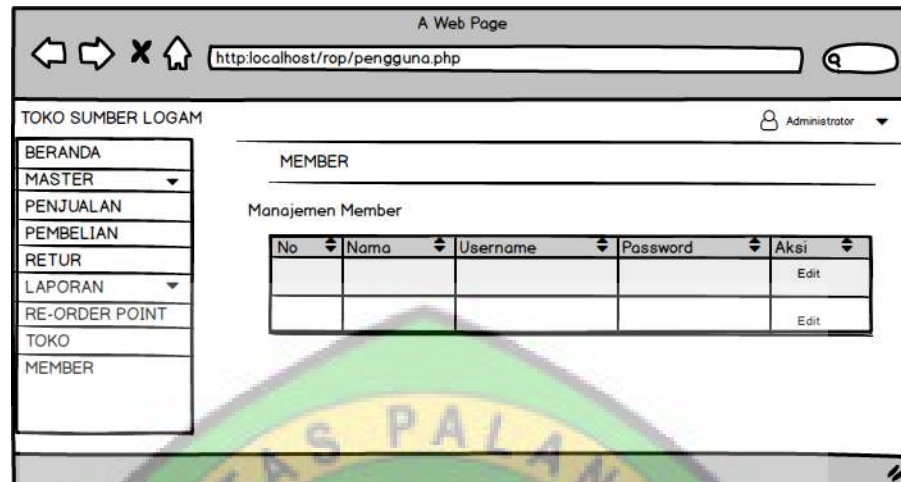 A Web Page
http:localhost/rop/pengguna.php
TOKO SUMBER LOGAM
Administrator
BERANDA
MASTER
PENJUALAN
PEMBELIAN
RETUR
LAPORAN
RE-ORDER POINT
TOKO
MEMBER
MEMBER
Manajemen Member
No Nama Username Password Aksi
Edit
Edit